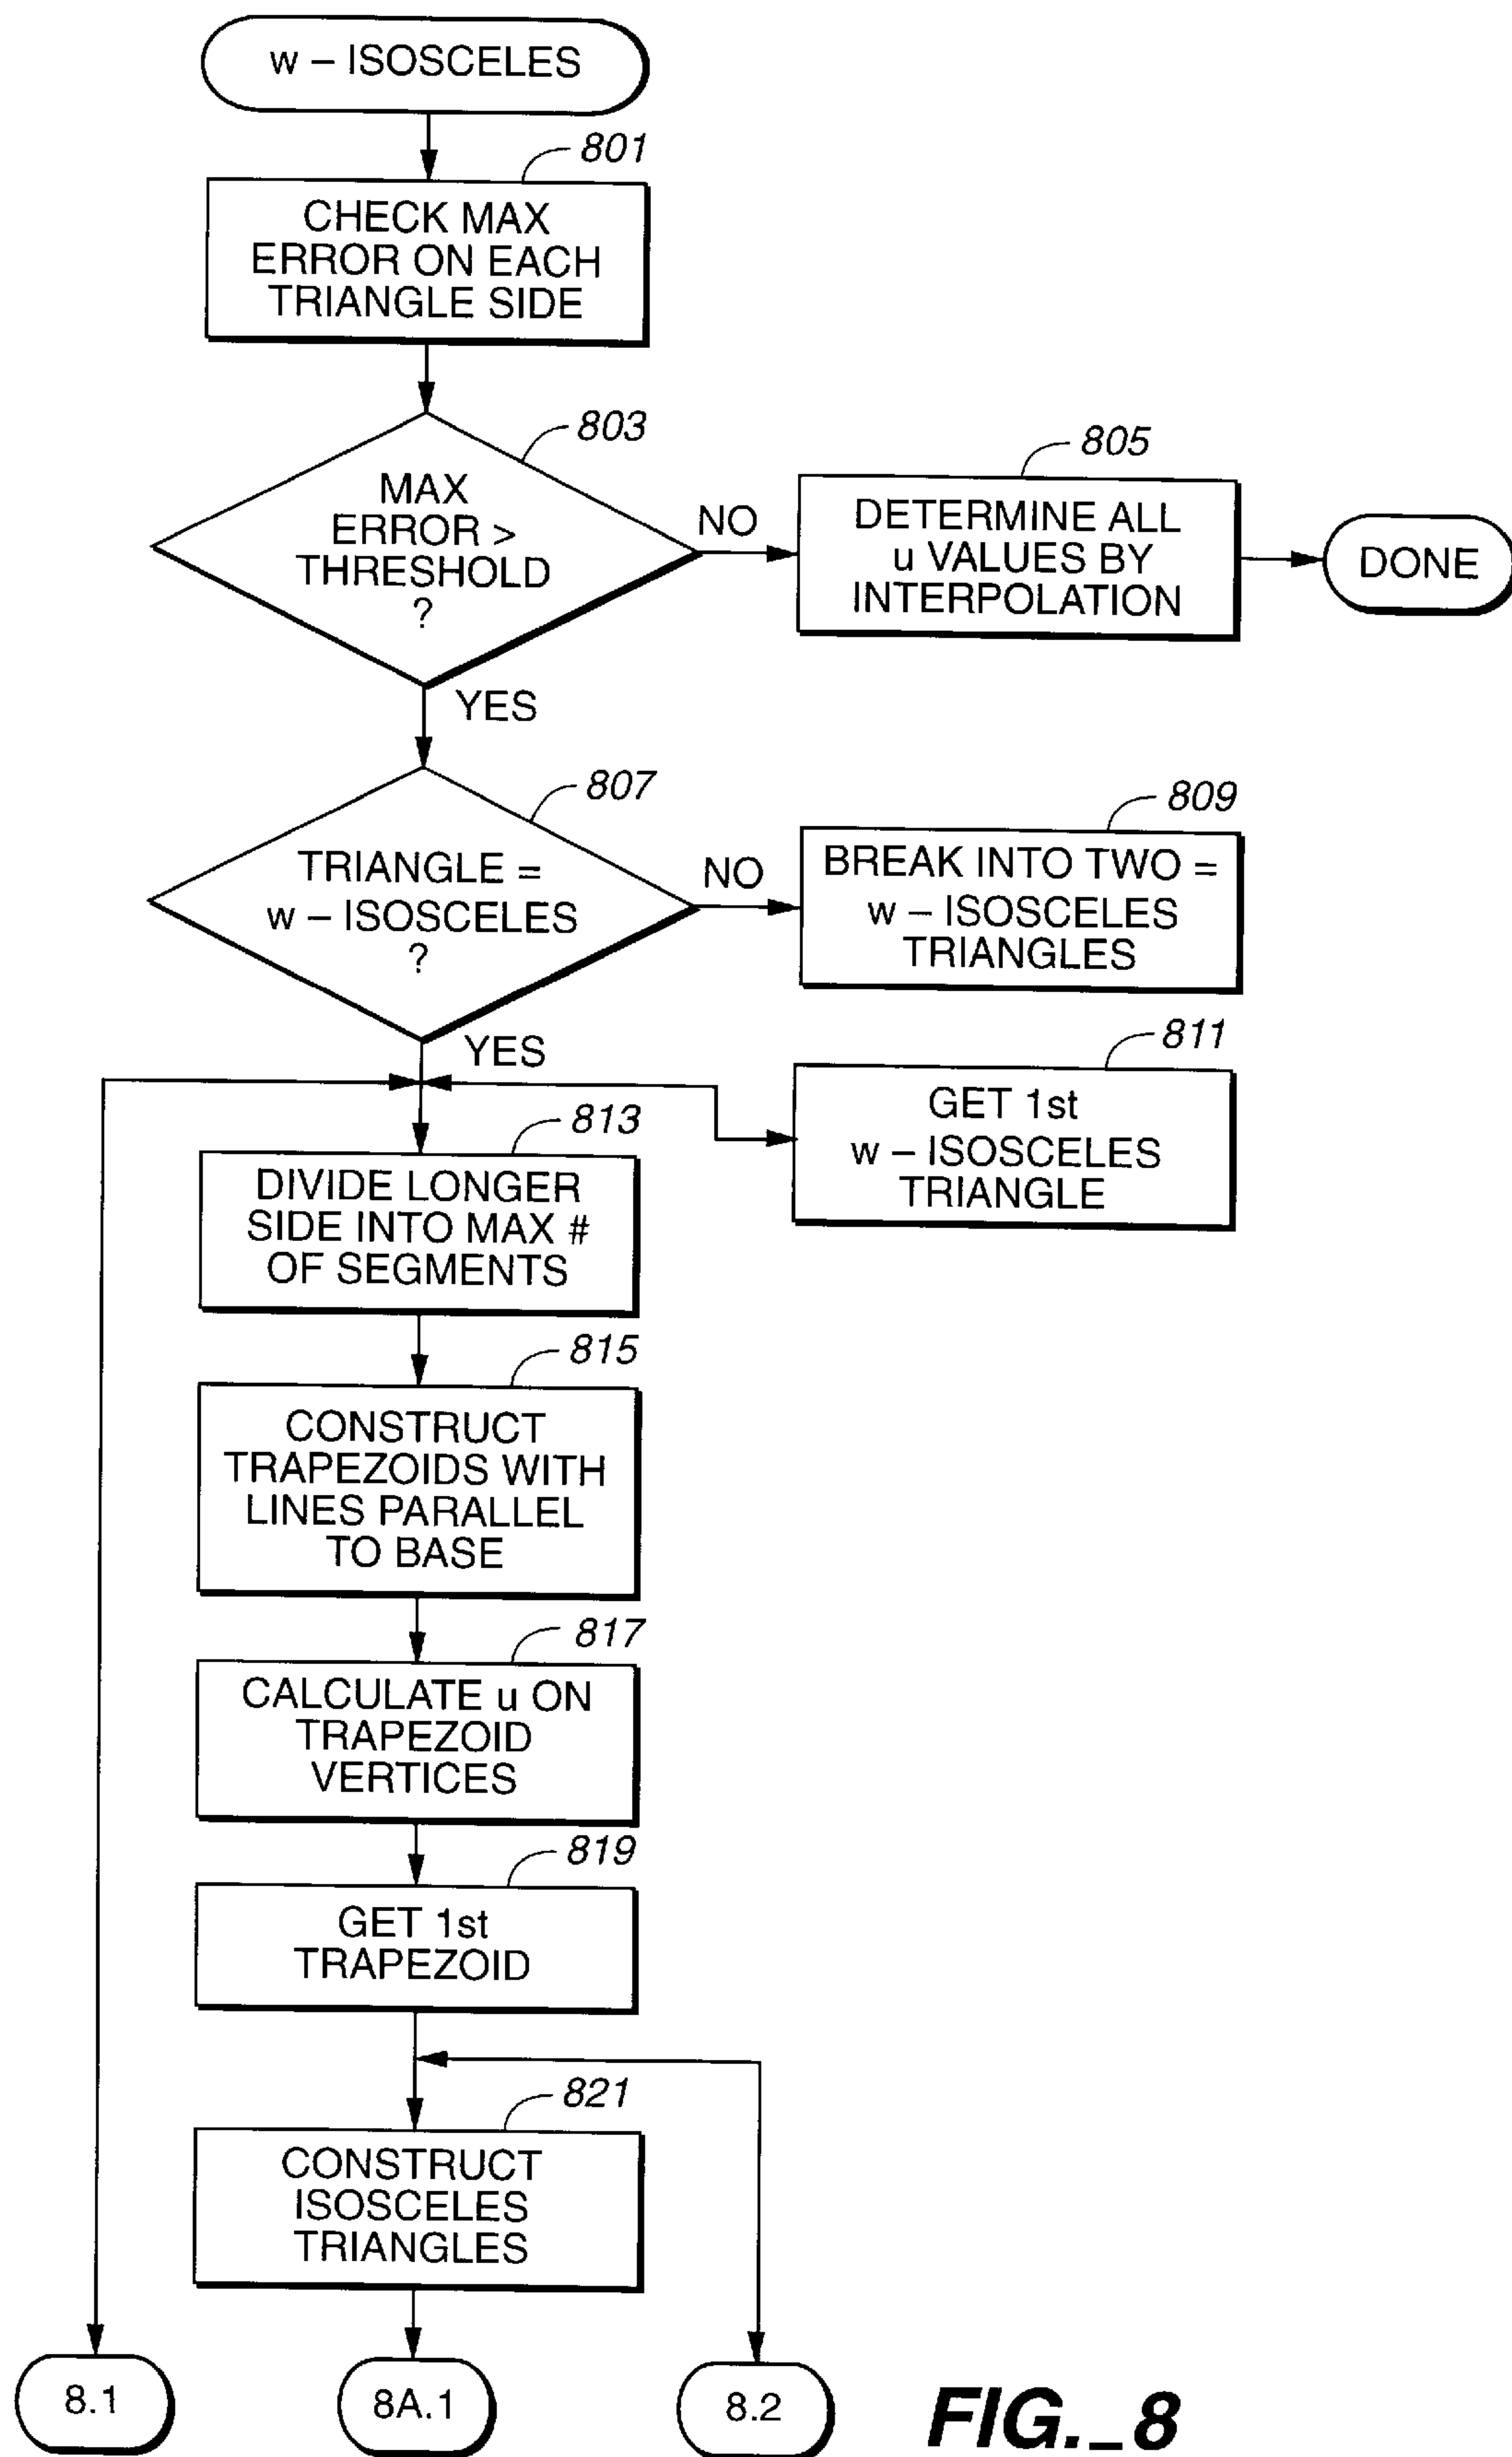 w – ISOSCELES
801
CHECK MAX
ERROR ON EACH
TRIANGLE SIDE
803
MAX
ERROR >
THRESHOLD
?
NO
805
DETERMINE ALL
u VALUES BY
INTERPOLATION
DONE
YES
807
TRIANGLE =
w – ISOSCELES
?
NO
809
BREAK INTO TWO =
w – ISOSCELES
TRIANGLES
YES
811
GET 1st
w – ISOSCELES
TRIANGLE
813
DIVIDE LONGER
SIDE INTO MAX #
OF SEGMENTS
815
CONSTRUCT
TRAPEZOIDS WITH
LINES PARALLEL
TO BASE
817
CALCULATE u ON
TRAPEZOID
VERTICES
819
GET 1st
TRAPEZOID
821
CONSTRUCT
ISOSCELES
TRIANGLES
8.1
8A.1
8.2
FIG._8